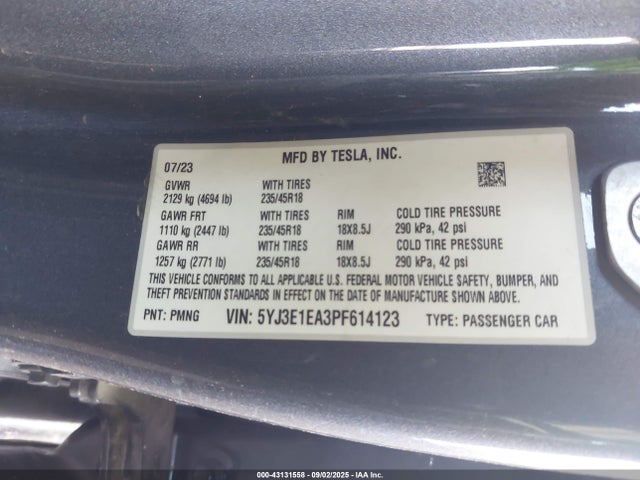 MFD BY TESLA, INC.
07/23
GVWR WITH TIRES
2129 kg (4694 lb) 235/45R18
GAWR FRT WITH TIRES RIM COLD TIRE PRESSURE
1110 kg (2447 lb) 235/45R18 18X8.5J 290 kPa, 42 psi
GAWR RR WITH TIRES RIM COLD TIRE PRESSURE
1257 kg (2771 lb) 235/45R18 18X8.5J 290 kPa, 42 psi
THIS VEHICLE CONFORMS TO ALL APPLICABLE U.S. FEDERAL MOTOR VEHICLE SAFETY, BUMPER, AND
THEFT PREVENTION STANDARDS IN EFFECT ON THE DATE OF MANUFACTURE SHOWN ABOVE.
PNT: PMNG VIN: 5YJ3E1EA3PF614123 TYPE: PASSENGER CAR
000-43131558 - 09/02/2025 - IAAI Inc.